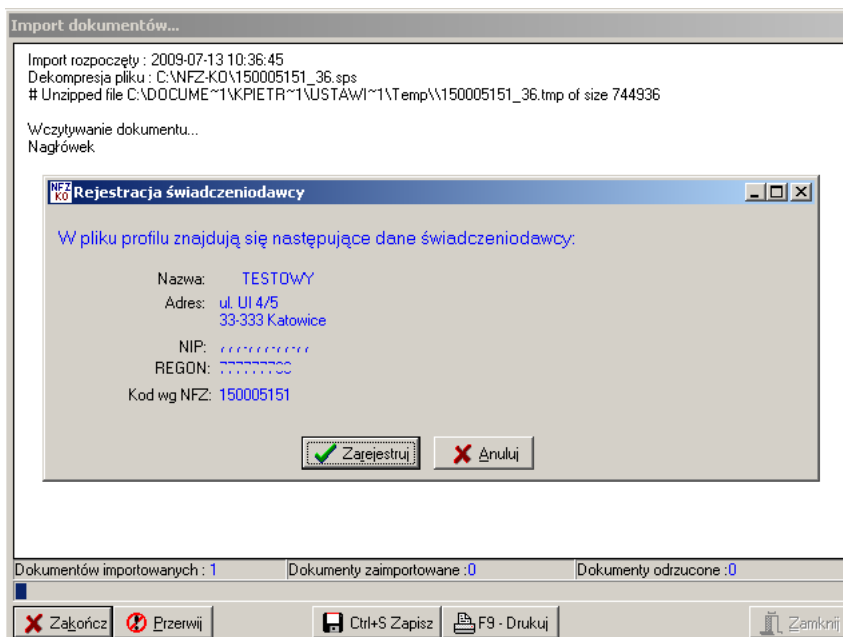 Import dokumentów...
Import rozpoczęty : 2009-07-13 10:36:45
Dekompresja pliku : C:\NFZ-KO\150005151_36.sps
# Unzipped file C:\DOCUME~1\KPIETR~1\USTAWI~1\Temp\\150005151_36.tmp of size 744936
Wczytywanie dokumentu...
Nagłówek
NFZ KO Rejestracja świadczeniodawcy
W pliku profilu znajdują się następujące dane świadczeniodawcy:
Nazwa: TESTOWY
Adres: ul. Ul 4/5
33-333 Katowice
NIP:
REGON:
Kod wg NFZ: 150005151
Zarejestruj Anuluj
Dokumentów importowanych : 1 Dokumenty zaimportowane :0 Dokumenty odrzucone :0
Zakończ Przerwij Ctrl+S Zapisz F9 - Drukuj Zamknij